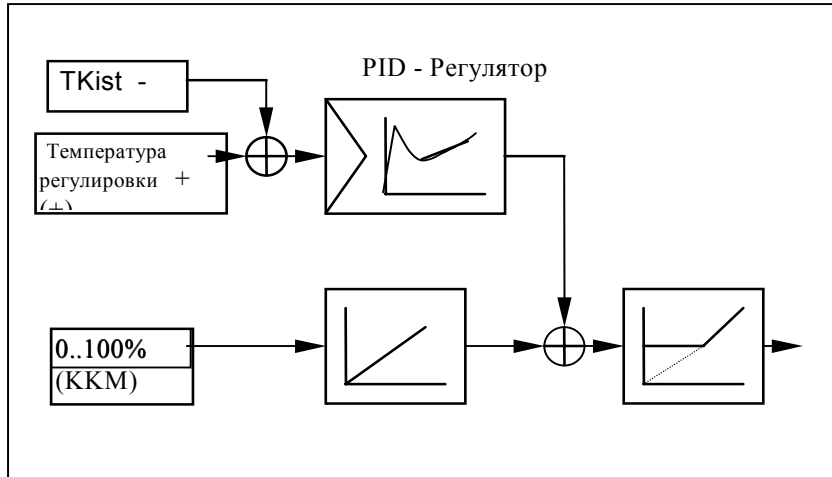 TKist -
PID - Регулятор
Температура
регулировки +
(+)
0..100%
(KKM)